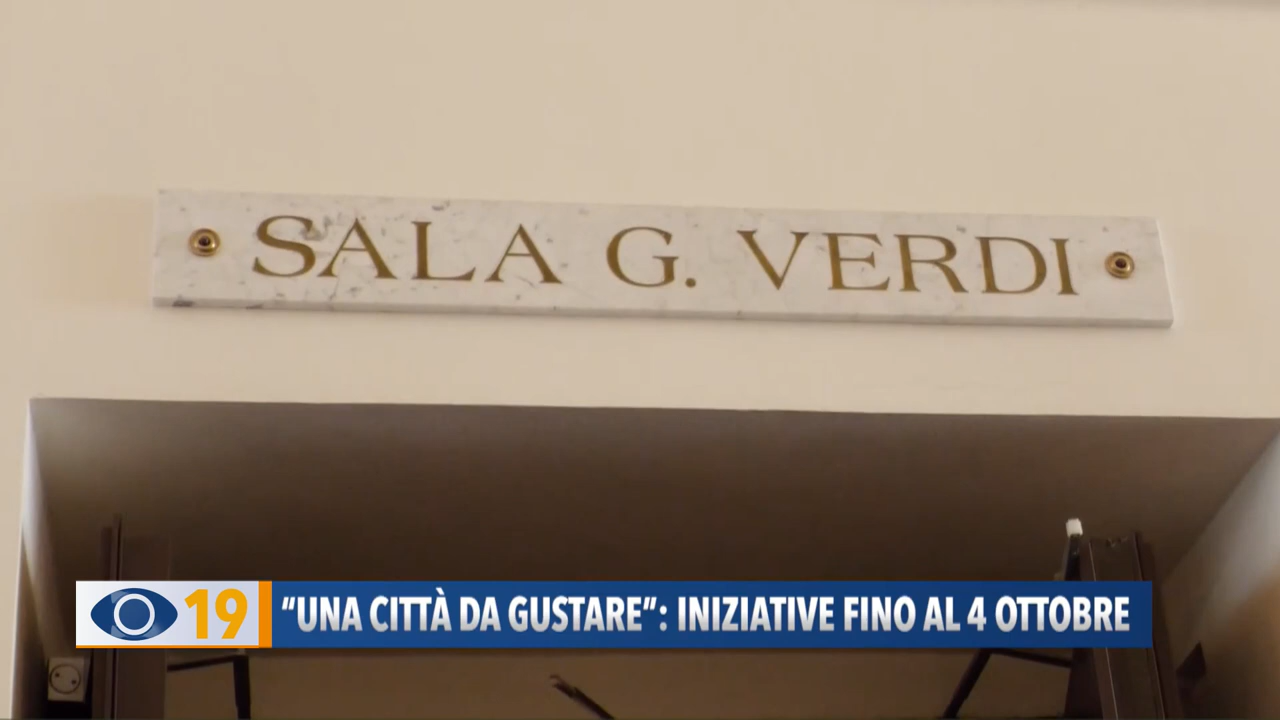 SALA G. VERDI
19 “UNA CITTÀ DA GUSTARE”: INIZIATIVE FINO AL 4 OTTOBRE